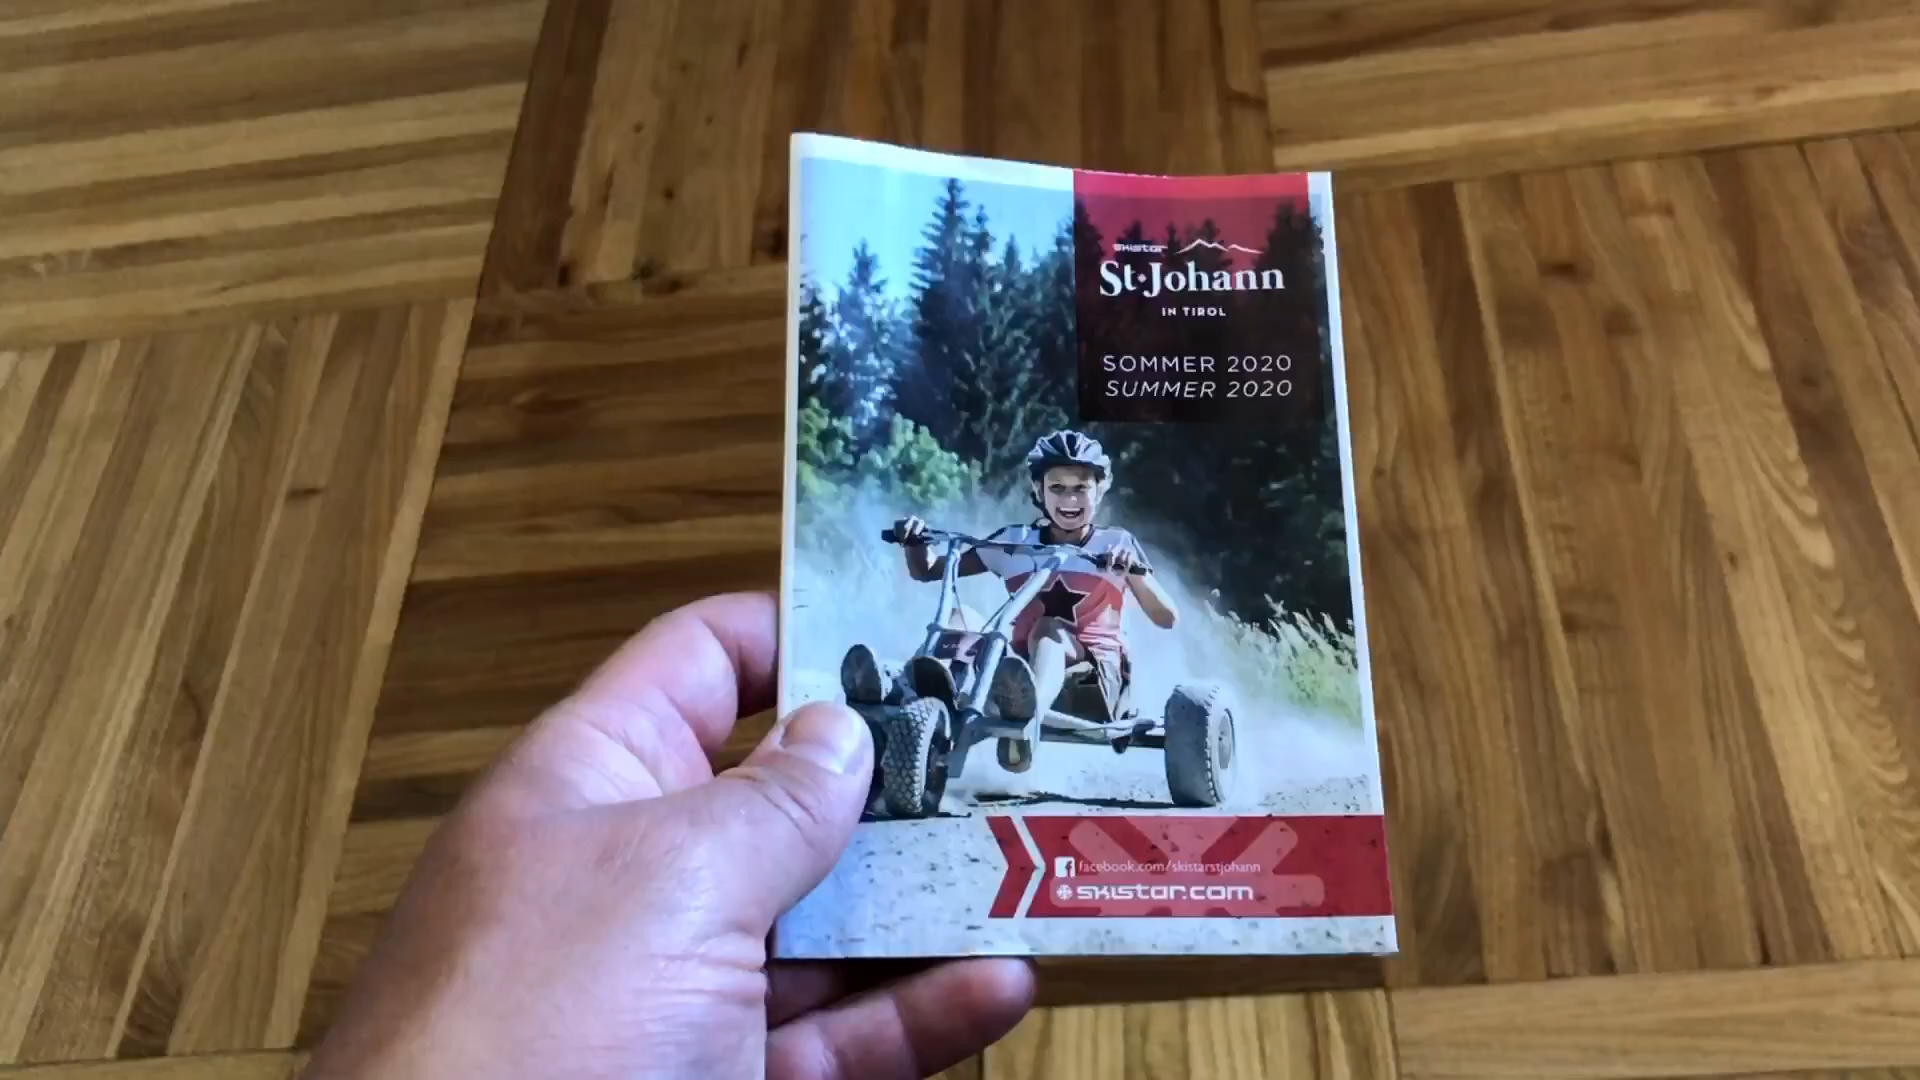 skistar
St·Johann
IN TIROL
SOMMER 2020
SUMMER 2020
facebook.com/skistarstjohann
skistar.com